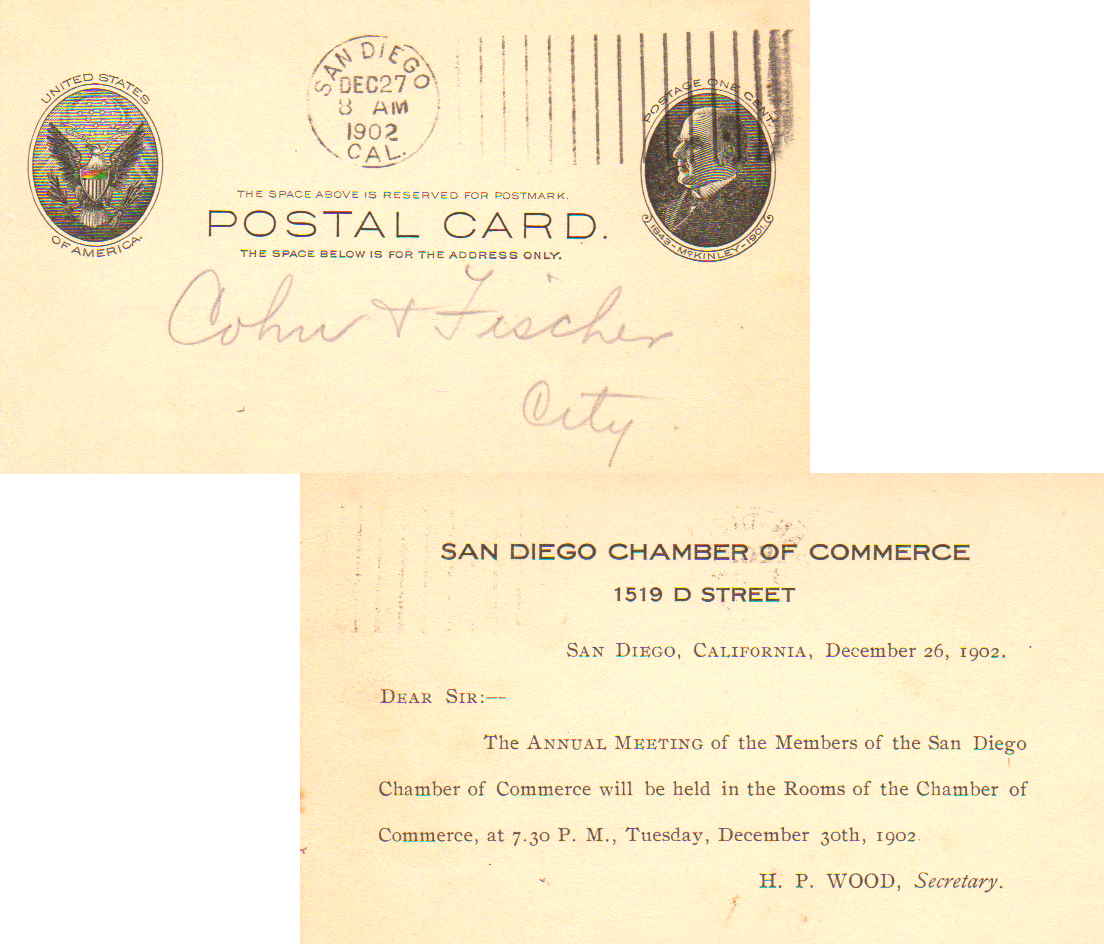 SAN DIEGO
DEC 27
8 AM
1902
CAL.
UNITED STATES
OF AMERICA.
POSTAGE ONE CENT.
1843-McKINLEY-1901.
THE SPACE ABOVE IS RESERVED FOR POSTMARK.
POSTAL CARD.
THE SPACE BELOW IS FOR THE ADDRESS ONLY.
Cohn & Fischer
City.
SAN DIEGO CHAMBER OF COMMERCE
1519 D STREET
SAN DIEGO, CALIFORNIA, December 26, 1902.
DEAR SIR:—
The ANNUAL MEETING of the Members of the San Diego
Chamber of Commerce will be held in the Rooms of the Chamber of
Commerce, at 7.30 P. M., Tuesday, December 30th, 1902.
H. P. WOOD, Secretary.